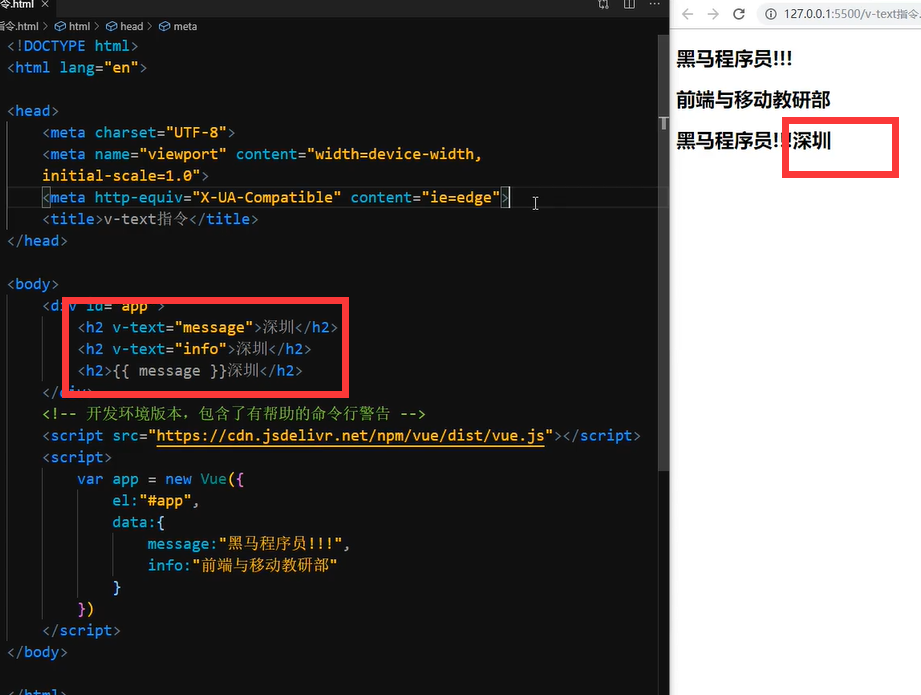 令.html ×
指令.html > html > head > meta
<!DOCTYPE html>
<html lang="en">
<head>
<meta charset="UTF-8">
<meta name="viewport" content="width=device-width,
initial-scale=1.0">
<meta http-equiv="X-UA-Compatible" content="ie=edge">
<title>v-text指令</title>
</head>
<body>
<div id="app">
<h2 v-text="message">深圳</h2>
<h2 v-text="info">深圳</h2>
<h2>{{ message }}深圳</h2>
</div>
<!-- 开发环境版本，包含了有帮助的命令行警告 -->
<script src="https://cdn.jsdelivr.net/npm/vue/dist/vue.js"></script>
<script>
var app = new Vue({
el:"#app",
data:{
message:"黑马程序员!!!",
info:"前端与移动教研部"
}
})
</script>
</body>
</html>
127.0.0.1:5500/v-text指令.
黑马程序员!!!
前端与移动教研部
黑马程序员!!!深圳